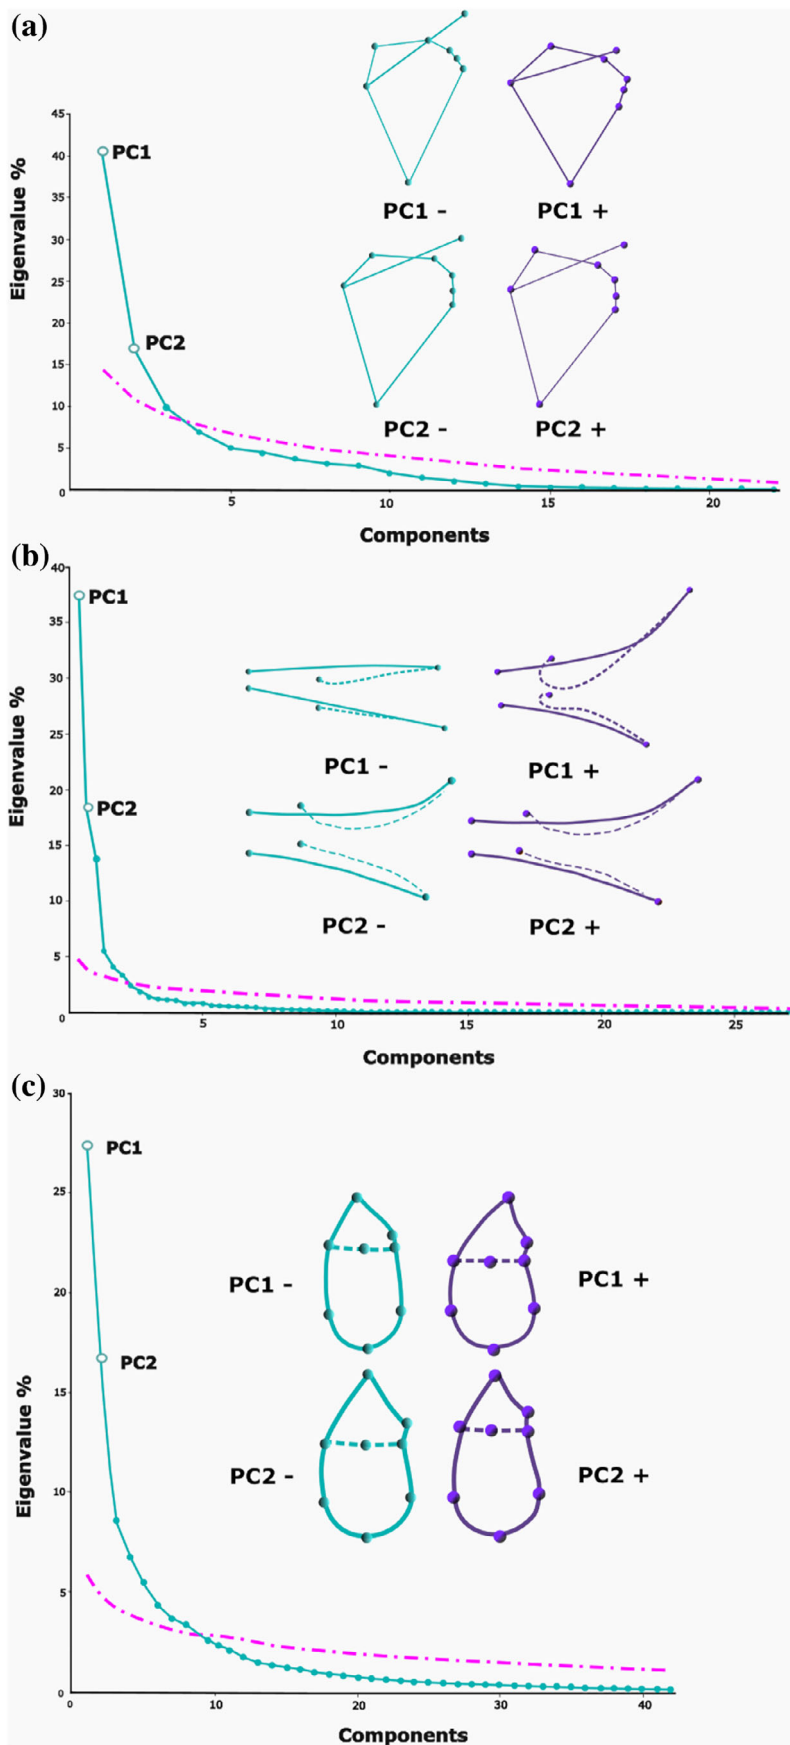 (a)
45
40
35
30
25
20
15
10
5
0
Eigenvalue %
PC1
PC2
PC1 - PC1 +
PC2 - PC2 +
5 10 15 20
Components
(b)
40
35
30
25
20
15
10
5
0
Eigenvalue %
PC1
PC2
PC1 - PC1 +
PC2 - PC2 +
5 10 15 20 25
Components
(c)
30
25
20
15
10
5
0
Eigenvalue %
PC1
PC2
PC1 - PC1 +
PC2 - PC2 +
0 10 20 30 40
Components